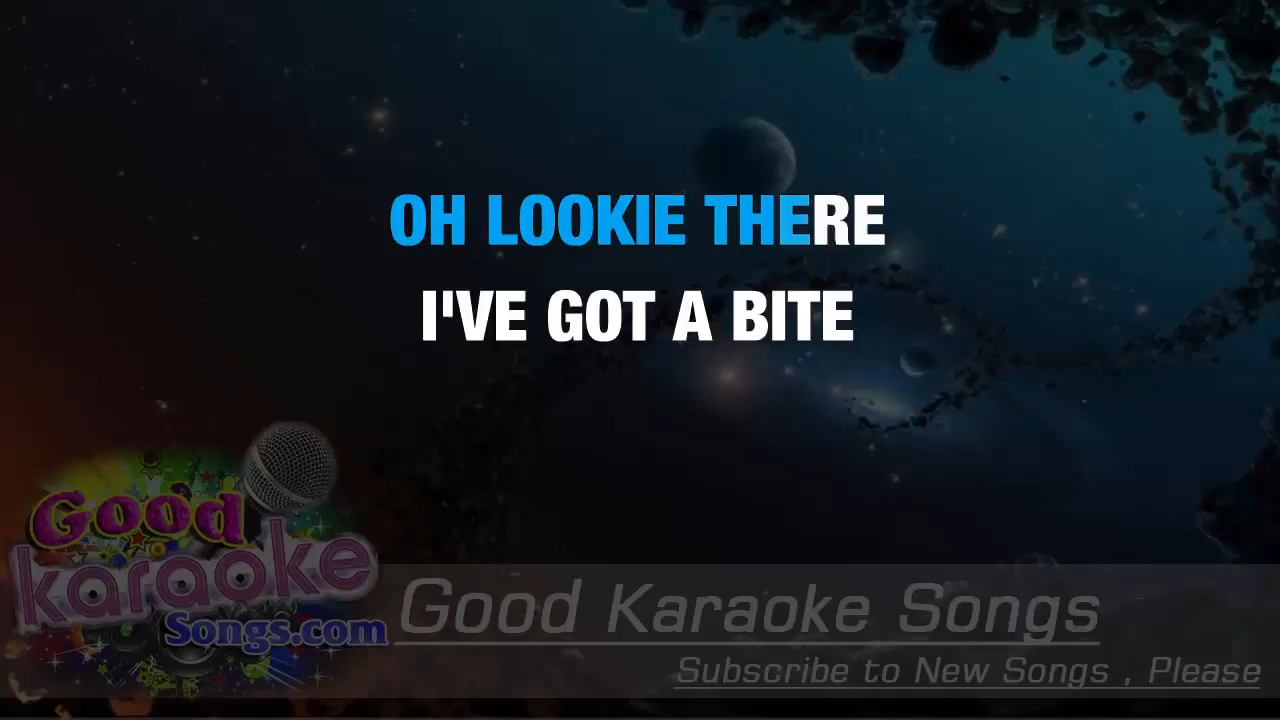 OH LOOKIE THERE
I'VE GOT A BITE
Good
karaoke
Songs.com
Good Karaoke Songs
Subscribe to New Songs , Please